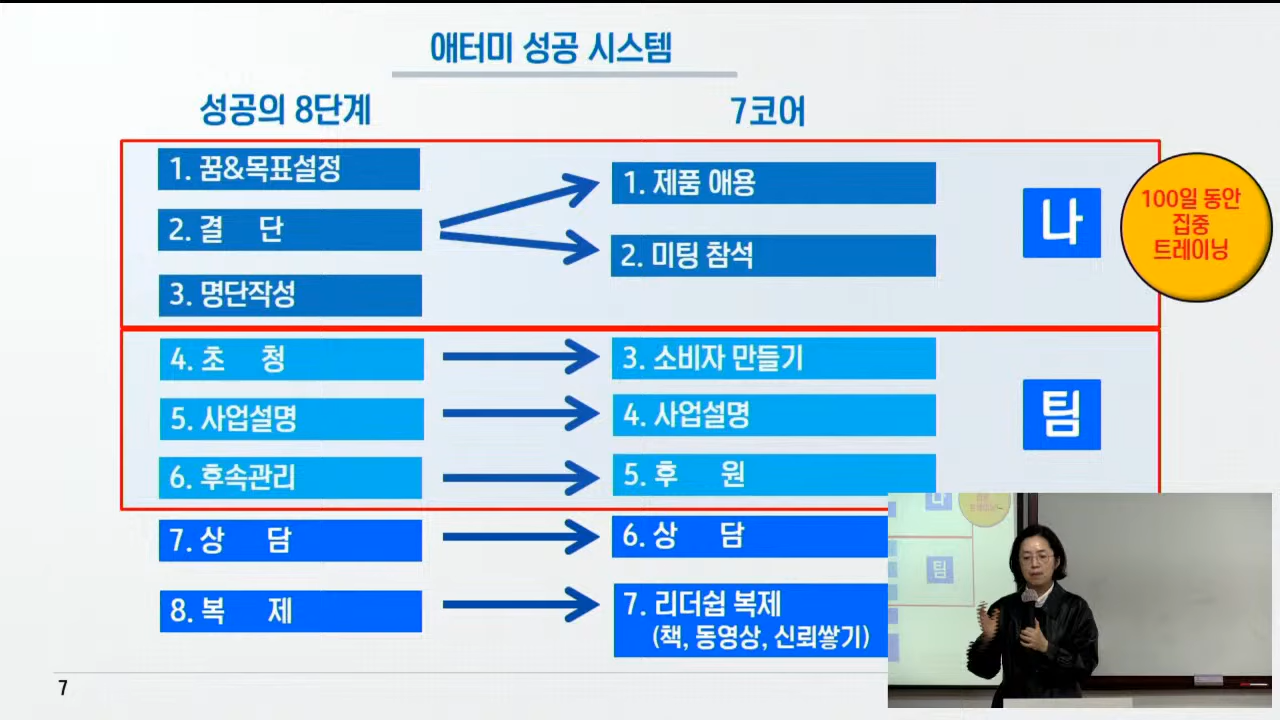 애터미 성공 시스템
성공의 8단계
7코어
1. 꿈&목표설정
2. 결 단
3. 명단작성
1. 제품 애용
2. 미팅 참석
나
100일 동안
집중
트레이닝
4. 초 청
5. 사업설명
6. 후속관리
3. 소비자 만들기
4. 사업설명
5. 후 원
팀
7. 상 담
8. 복 제
6. 상 담
7. 리더쉽 복제
(책, 동영상, 신뢰쌓기)
나
팀
7